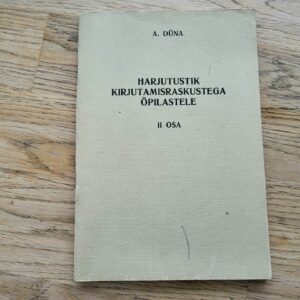 A. DÜNA
HARJUTUSTIK
KIRJUTAMISRASKUSTEGA
ÕPILASTELE
II OSA